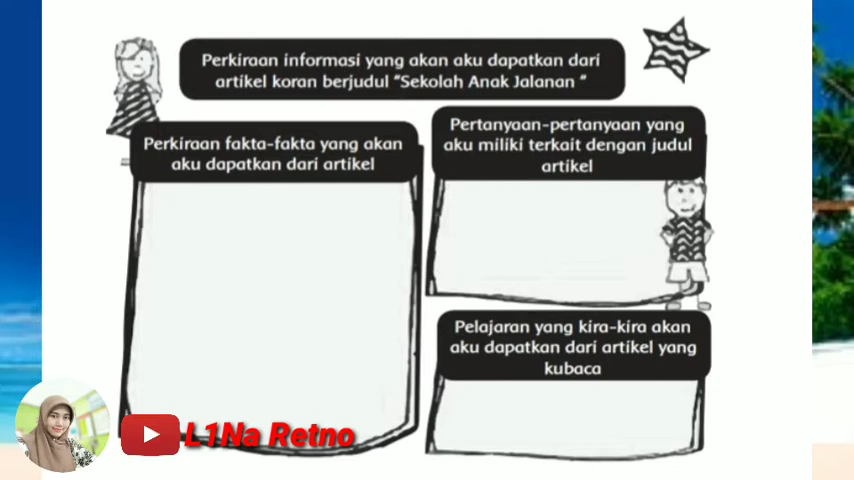 Perkiraan informasi yang akan aku dapatkan dari
artikel koran berjudul "Sekolah Anak Jalanan "
Perkiraan fakta-fakta yang akan
aku dapatkan dari artikel
Pertanyaan-pertanyaan yang
aku miliki terkait dengan judul
artikel
Pelajaran yang kira-kira akan
aku dapatkan dari artikel yang
kubaca
L1Na Retno